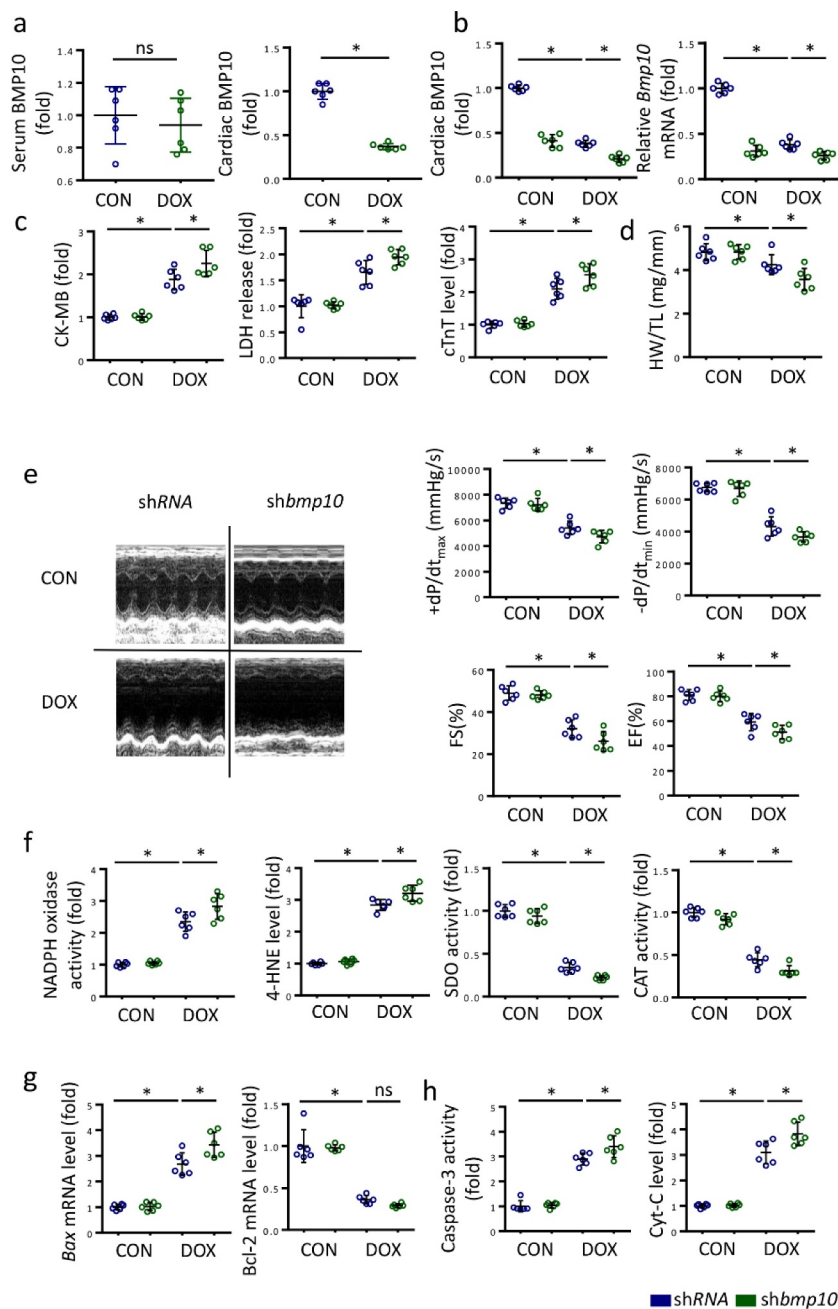 a
Serum BMP10
(fold)
1.4
1.2
1.0
0.8
0.6
ns
CON
DOX
Cardiac BMP10
(fold)
1.5
1.0
0.5
0
*
CON
DOX
b
Cardiac BMP10
(fold)
1.5
1.0
0.5
0
*
*
CON
DOX
Relative Bmp10
mRNA (fold)
1.5
1.0
0.5
0
*
*
CON
DOX
c
CK-MB (fold)
3
2
1
0
*
*
CON
DOX
LDH release (fold)
2.5
2.0
1.5
1.0
0.5
0
*
*
CON
DOX
cTnT level (fold)
4
3
2
1
0
*
*
CON
DOX
d
HW/TL (mg/mm)
6
4
2
0
*
*
CON
DOX
e
shRNA
shbmp10
CON
DOX
+dP/dtmax (mmHg/s)
10000
8000
6000
4000
2000
0
*
*
CON
DOX
-dP/dtmin (mmHg/s)
8000
6000
4000
2000
0
*
*
CON
DOX
FS(%)
60
40
20
0
*
*
CON
DOX
EF(%)
100
80
60
40
20
0
*
*
CON
DOX
f
NADPH oxidase
activity (fold)
4
3
2
1
0
*
*
CON
DOX
4-HNE level (fold)
4
3
2
1
0
*
*
CON
DOX
SDO activity (fold)
1.5
1.0
0.5
0
*
*
CON
DOX
CAT activity (fold)
1.5
1.0
0.5
0
*
*
CON
DOX
g
Bax mRNA level (fold)
5
4
3
2
1
0
*
*
CON
DOX
Bcl-2 mRNA level (fold)
1.5
1.0
0.5
0
*
ns
CON
DOX
h
Caspase-3 activity
(fold)
5
4
3
2
1
0
*
*
CON
DOX
Cyt-C level (fold)
5
4
3
2
1
0
*
*
CON
DOX
shRNA
shbmp10